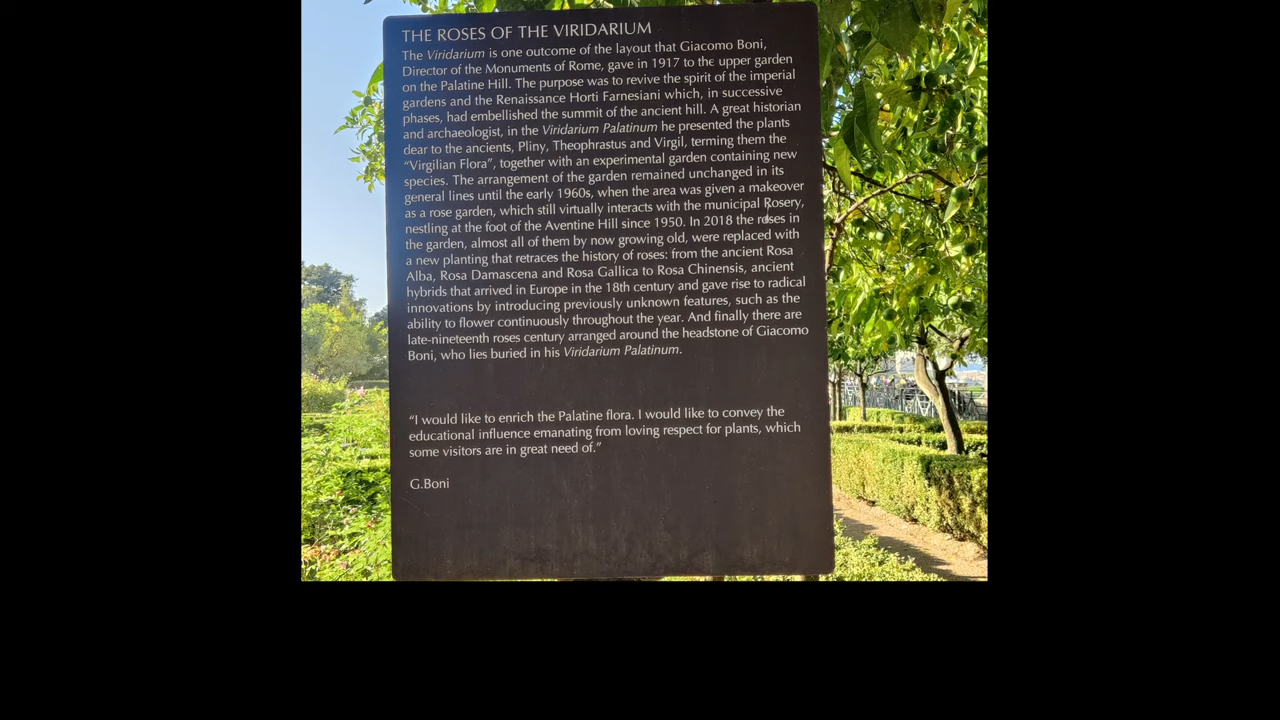 THE ROSES OF THE VIRIDARIUM
The Viridarium is one outcome of the layout that Giacomo Boni,
Director of the Monuments of Rome, gave in 1917 to the upper garden
on the Palatine Hill. The purpose was to revive the spirit of the imperial
gardens and the Renaissance Horti Farnesiani which, in successive
phases, had embellished the summit of the ancient hill. A great historian
and archaeologist, in the Viridarium Palatinum he presented the plants
dear to the ancients, Pliny, Theophrastus and Virgil, terming them the
“Virgilian Flora”, together with an experimental garden containing new
species. The arrangement of the garden remained unchanged in its
general lines until the early 1960s, when the area was given a makeover
as a rose garden, which still virtually interacts with the municipal Rosery,
nestling at the foot of the Aventine Hill since 1950. In 2018 the roses in
the garden, almost all of them by now growing old, were replaced with
a new planting that retraces the history of roses: from the ancient Rosa
Alba, Rosa Damascena and Rosa Gallica to Rosa Chinensis, ancient
hybrids that arrived in Europe in the 18th century and gave rise to radical
innovations by introducing previously unknown features, such as the
ability to flower continuously throughout the year. And finally there are
late-nineteenth roses century arranged around the headstone of Giacomo
Boni, who lies buried in his Viridarium Palatinum.
“I would like to enrich the Palatine flora. I would like to convey the
educational influence emanating from loving respect for plants, which
some visitors are in great need of.”
G.Boni